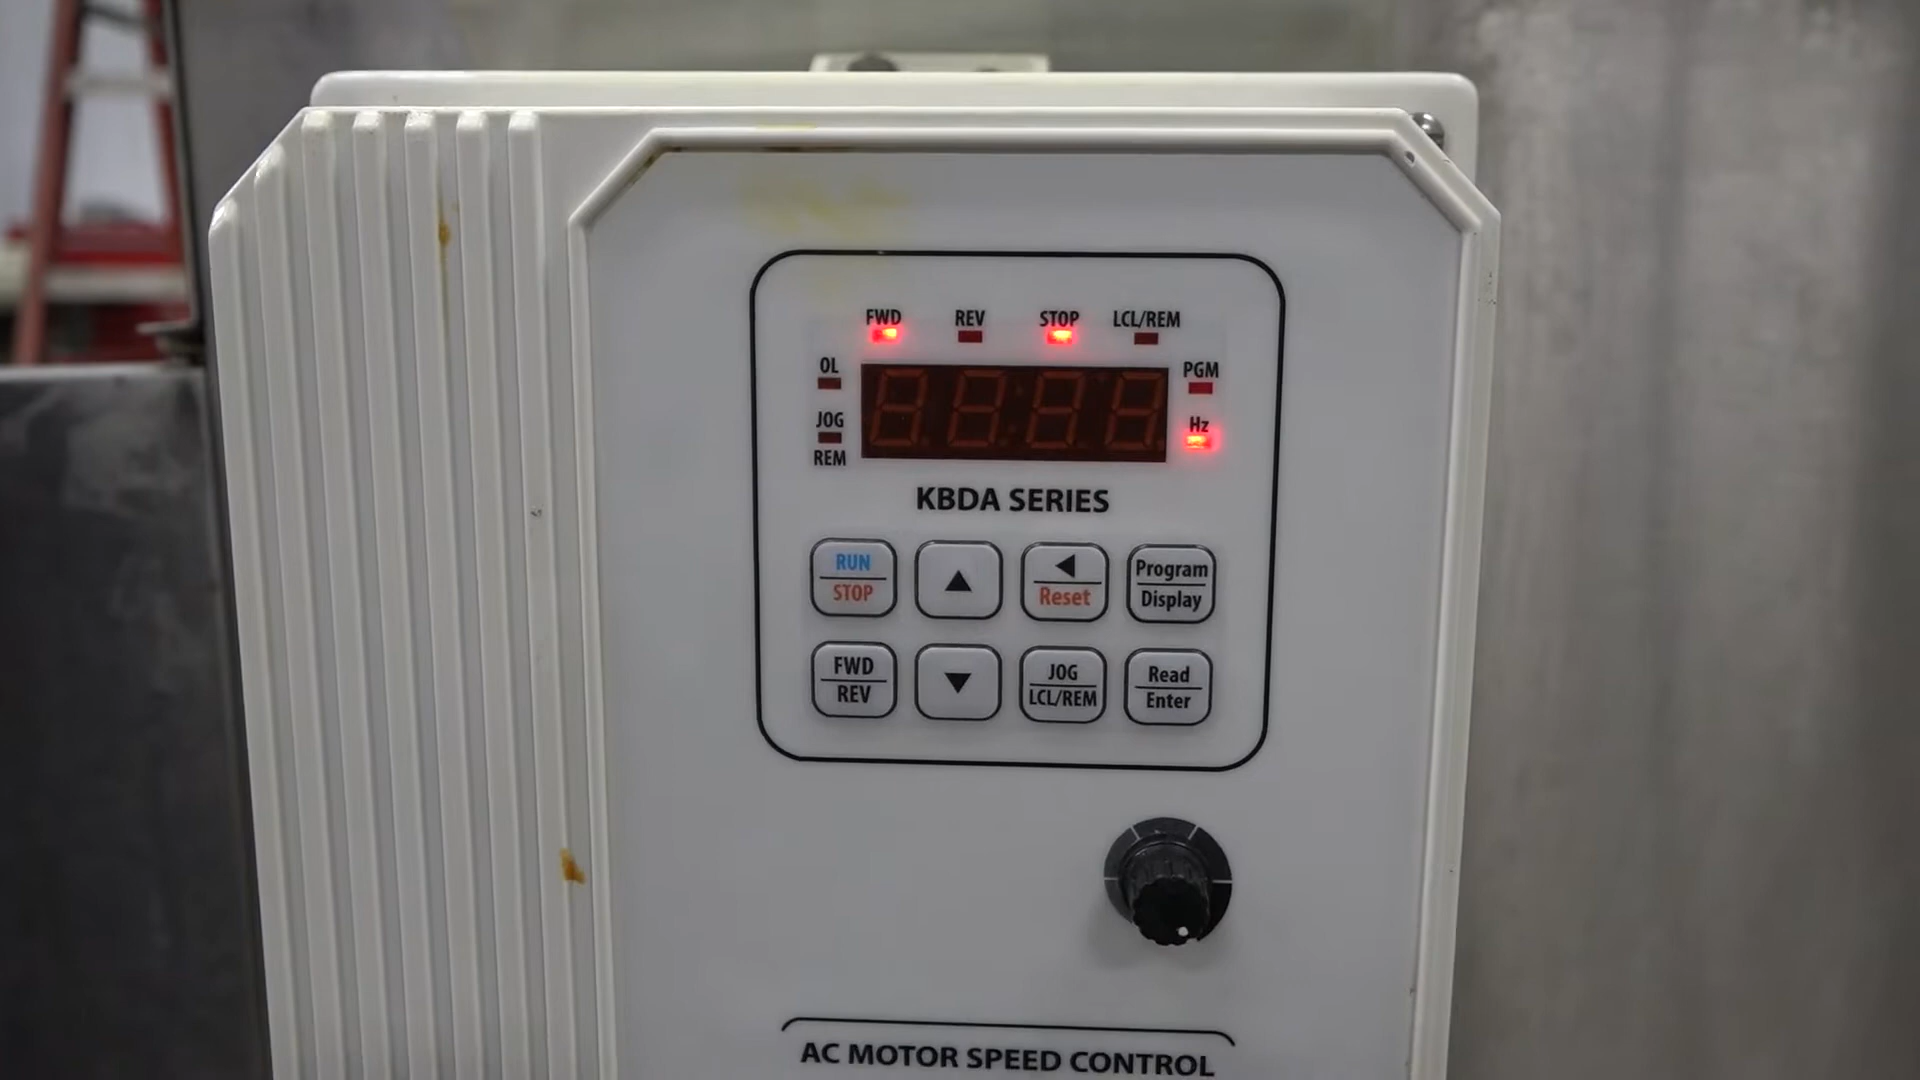 FWD REV STOP LCL/REM
OL
PGM
JOG
Hz
REM
KBDA SERIES
RUN
STOP
▲
◀
Reset
Program
Display
FWD
REV
▼
JOG
LCL/REM
Read
Enter
AC MOTOR SPEED CONTROL